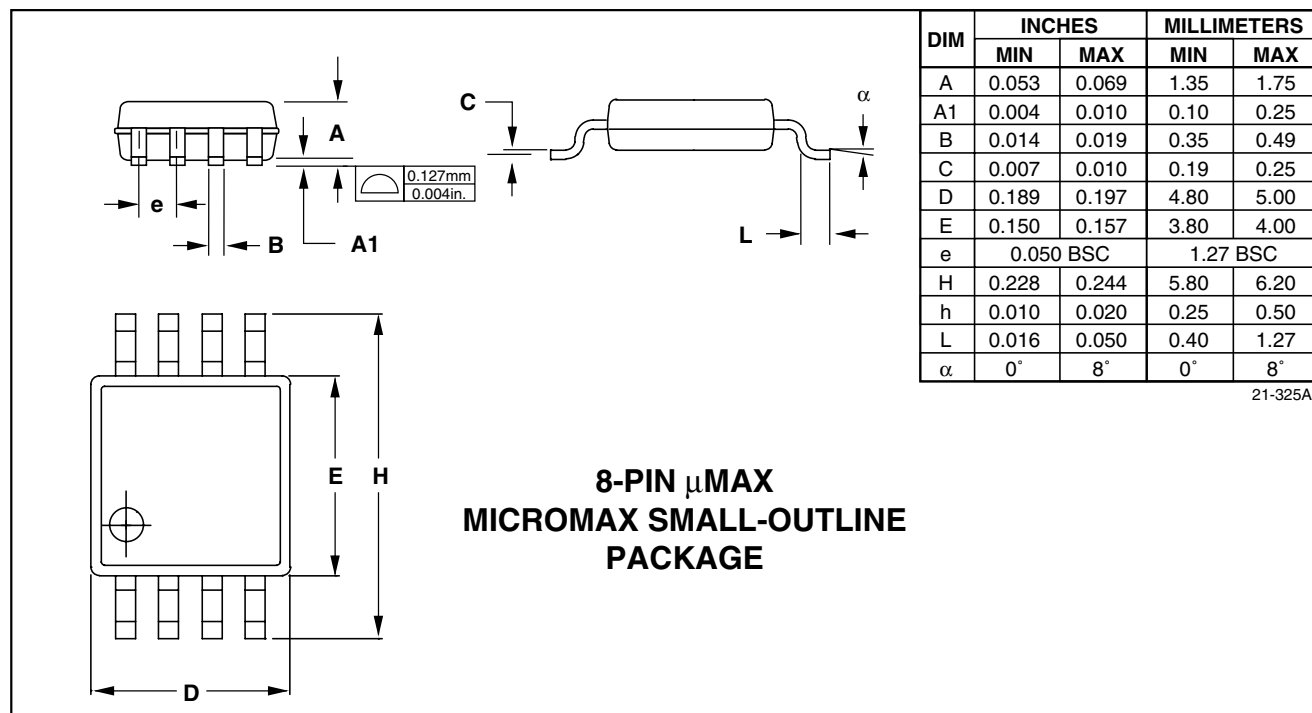 DIM INCHES MILLIMETERS
MIN MAX MIN MAX
A 0.053 0.069 1.35 1.75
A1 0.004 0.010 0.10 0.25
B 0.014 0.019 0.35 0.49
C 0.007 0.010 0.19 0.25
D 0.189 0.197 4.80 5.00
E 0.150 0.157 3.80 4.00
e 0.050 BSC 1.27 BSC
H 0.228 0.244 5.80 6.20
h 0.010 0.020 0.25 0.50
L 0.016 0.050 0.40 1.27
α 0° 8° 0° 8°
21-325A
C
α
A
0.127mm
0.004in.
e
B
A1
L
E
H
D
8-PIN μMAX
MICROMAX SMALL-OUTLINE
PACKAGE